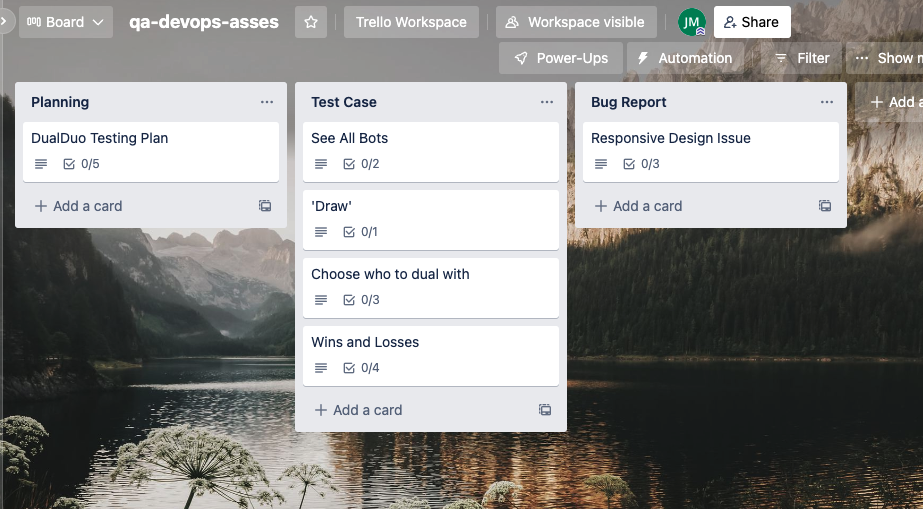 Board
qa-devops-asses
Trello Workspace
Workspace visible
JM
Share
Power-Ups
Automation
Filter
Show
Planning
DualDuo Testing Plan
0/5
Add a card
Test Case
See All Bots
0/2
'Draw'
0/1
Choose who to dual with
0/3
Wins and Losses
0/4
Add a card
Bug Report
Responsive Design Issue
0/3
Add a card
Add